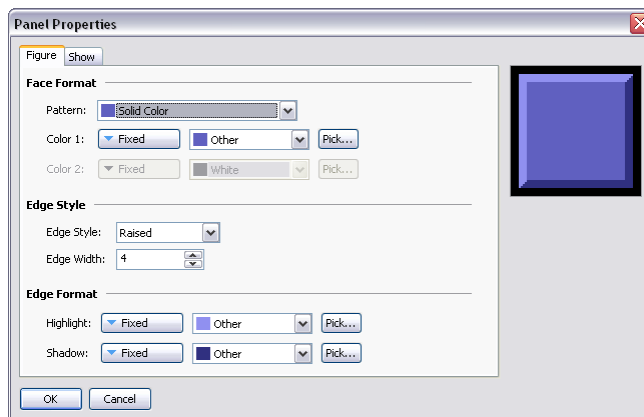 Panel Properties
Figure Show
Face Format
Pattern: Solid Color
Color 1: Fixed Other Pick...
Color 2: Fixed White Pick...
Edge Style
Edge Style: Raised
Edge Width: 4
Edge Format
Highlight: Fixed Other Pick...
Shadow: Fixed Other Pick...
OK Cancel